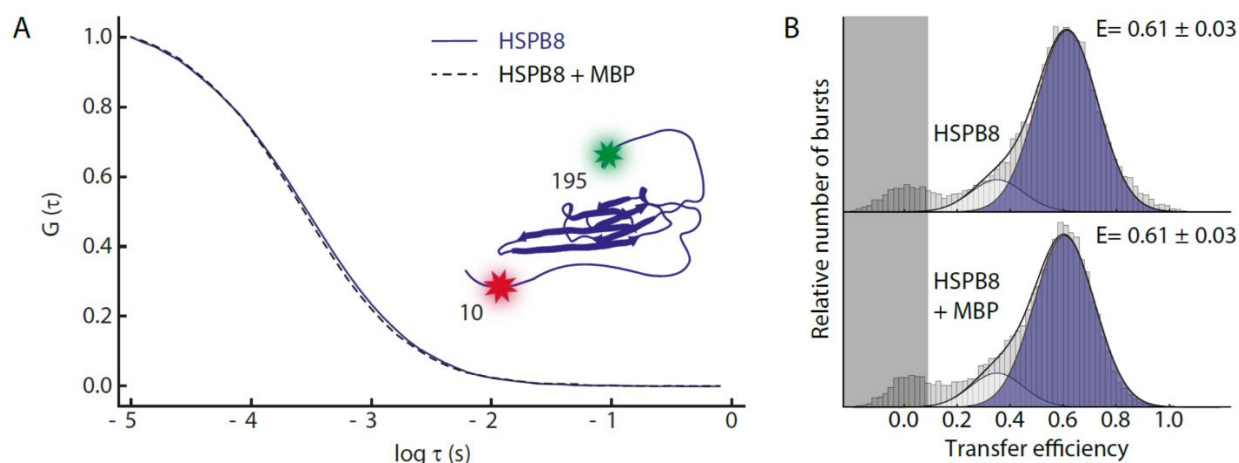 A
G (τ)
1.0
0.8
0.6
0.4
0.2
0.0
- 5
- 4
- 3
- 2
- 1
0
log τ (s)
HSPB8
HSPB8 + MBP
195
10
B
Relative number of bursts
E= 0.61 ± 0.03
HSPB8
E= 0.61 ± 0.03
HSPB8
+ MBP
0.0 0.2 0.4 0.6 0.8 1.0
Transfer efficiency